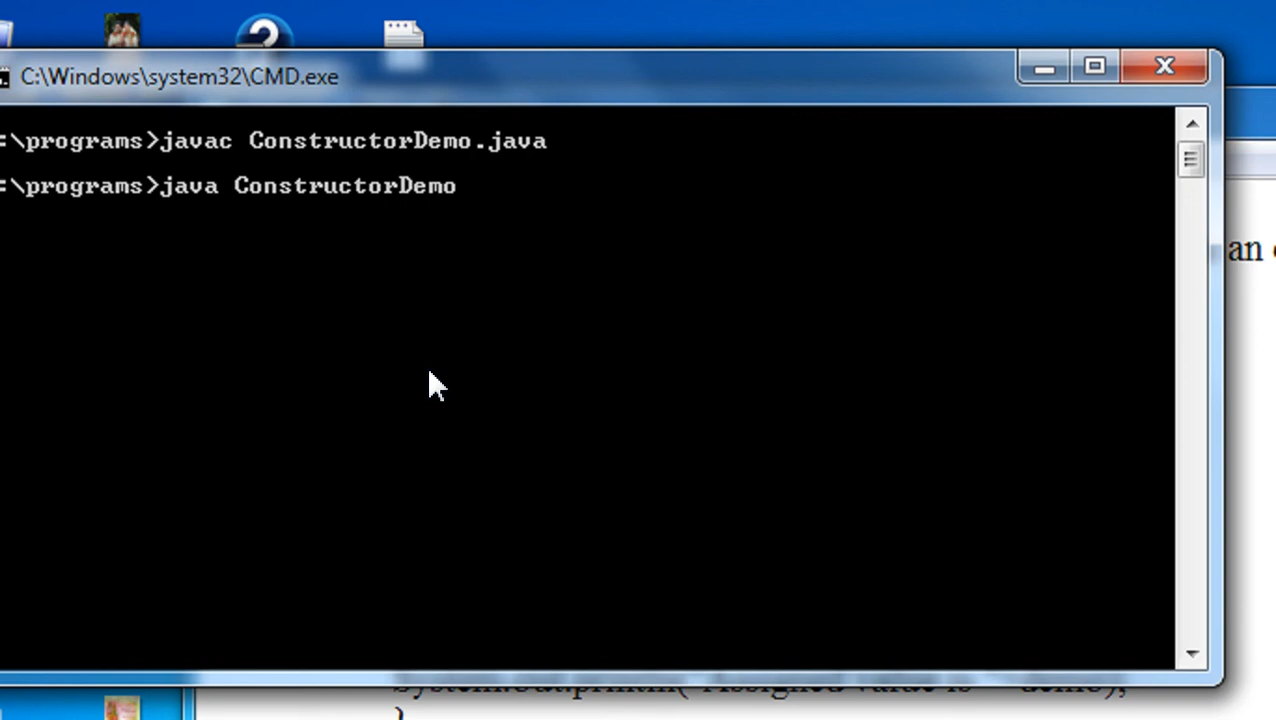 C:\Windows\system32\CMD.exe
:\programs>javac ConstructorDemo.java
:\programs>java ConstructorDemo
an